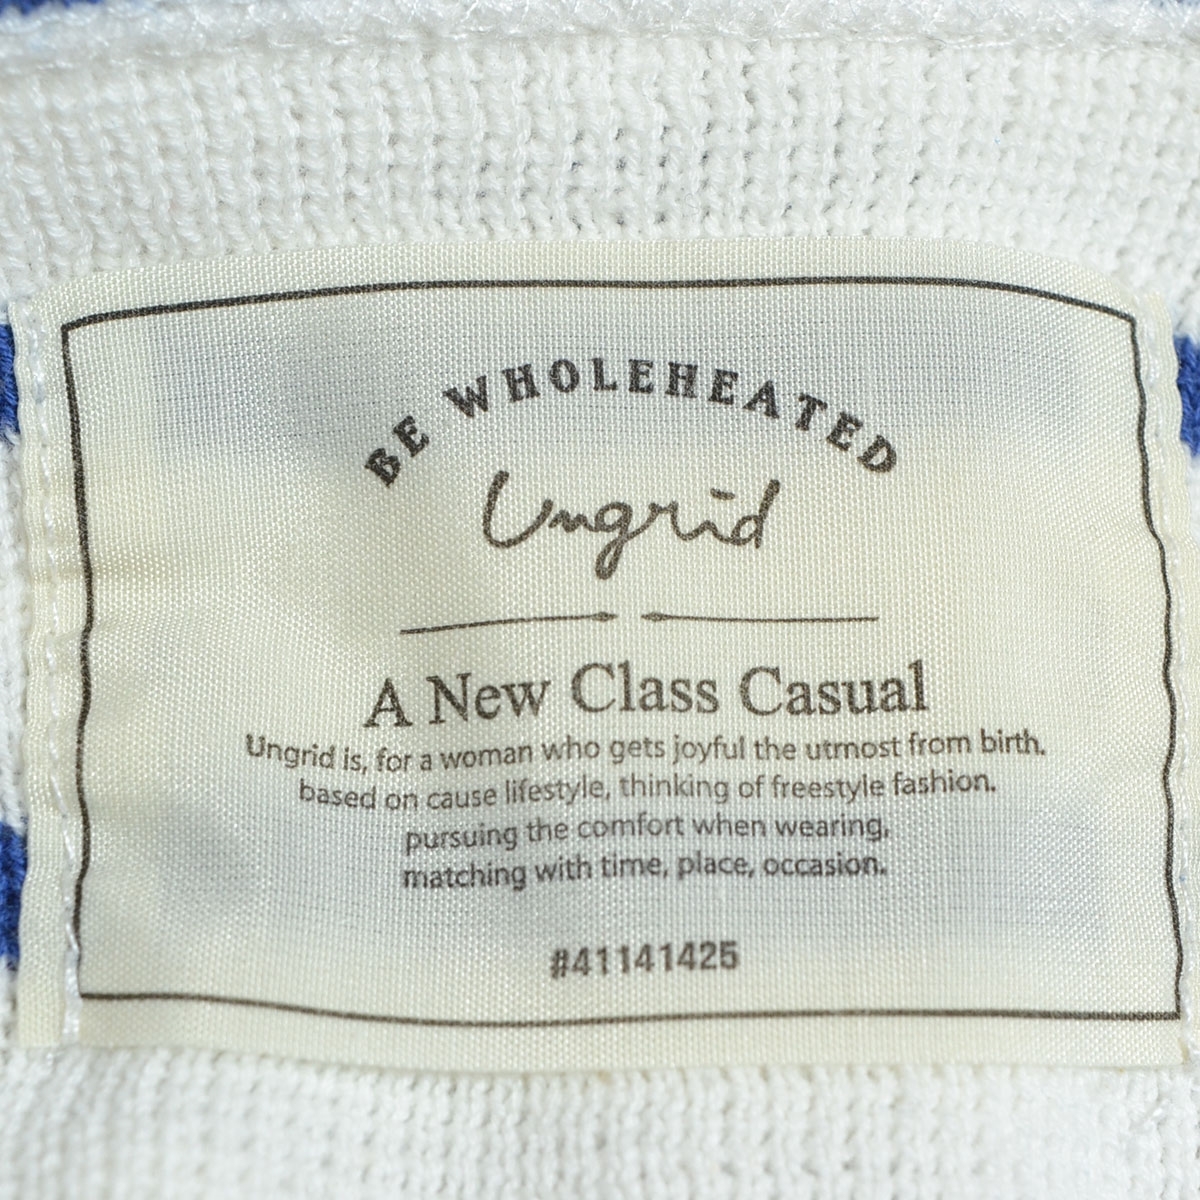 BE WHOLEHEATED
Ungrid
A New Class Casual
Ungrid is, for a woman who gets joyful the utmost from birth.
based on cause lifestyle, thinking of freestyle fashion.
pursuing the comfort when wearing,
matching with time, place, occasion.
#41141425